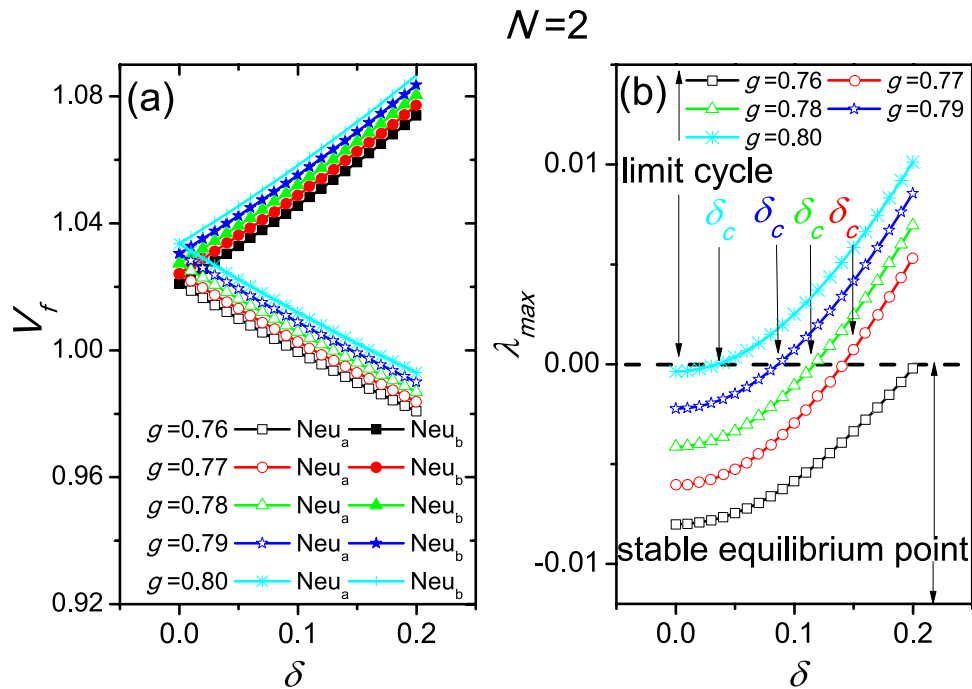 N=2
(a)
V_f
1.08
1.04
1.00
0.96
0.92
g=0.76 Neu_a Neu_b
g=0.77 Neu_a Neu_b
g=0.78 Neu_a Neu_b
g=0.79 Neu_a Neu_b
g=0.80 Neu_a Neu_b
0.0 0.1 0.2
δ
(b)
g=0.76 g=0.77
g=0.78 g=0.79
g=0.80
λ_max
0.01
0.00
-0.01
limit cycle
δ_c δ_c δ_c δ_c
stable equilibrium point
0.0 0.1 0.2
δ